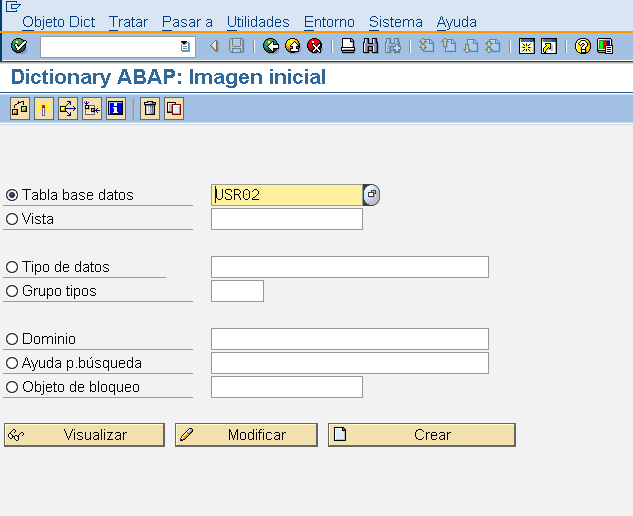 Objeto Dict Tratar Pasar a Utilidades Entorno Sistema Ayuda
Dictionary ABAP: Imagen inicial
Tabla base datos USR02
Vista
Tipo de datos
Grupo tipos
Dominio
Ayuda p.búsqueda
Objeto de bloqueo
Visualizar Modificar Crear